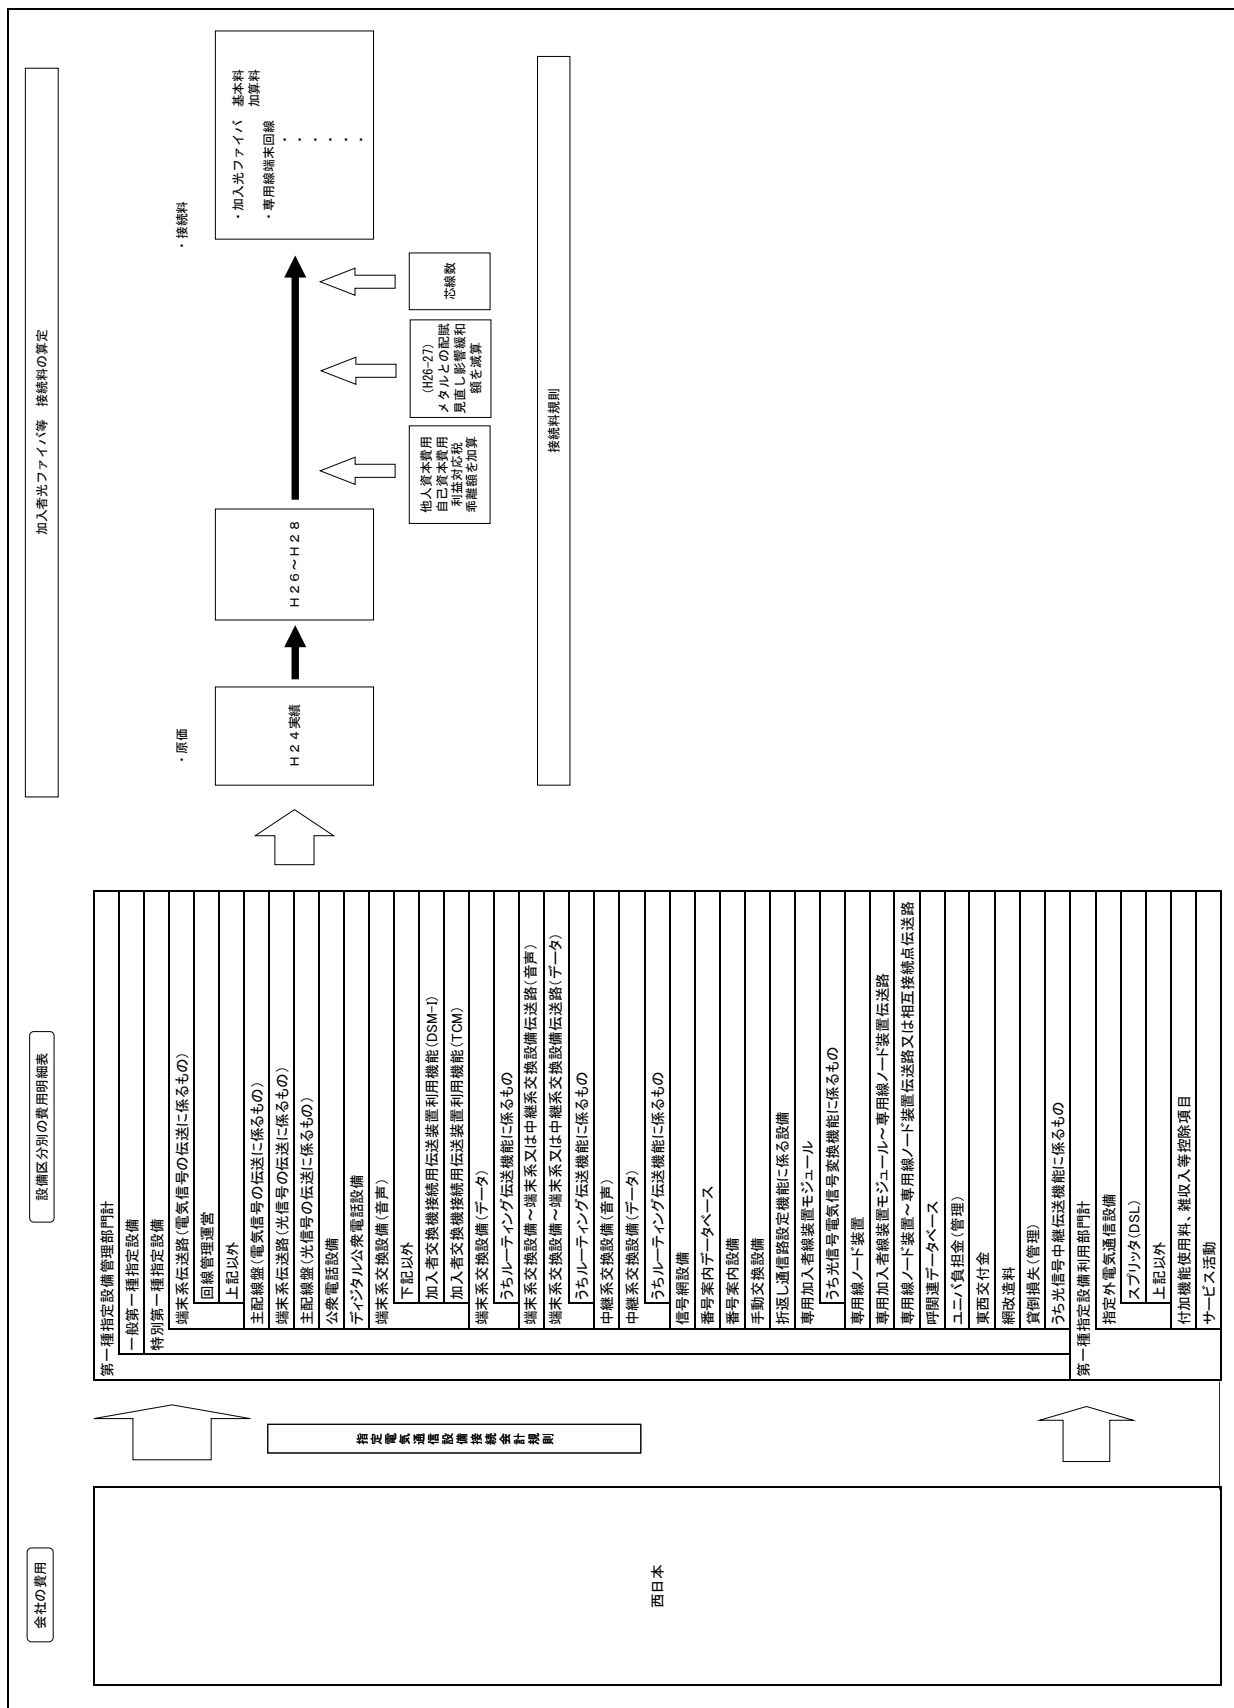 会社の費用
西日本
指定電気通信設備接続会計規則
設備区分別の費用明細表
第一種指定設備管理部門計
一般第一種指定設備
特別第一種指定設備
端末系伝送路(電気信号の伝送に係るもの)
回線管理運営
上記以外
主配線盤(電気信号の伝送に係るもの)
端末系伝送路(光信号の伝送に係るもの)
主配線盤(光信号の伝送に係るもの)
公衆電話設備
ディジタル公衆電話設備
端末系交換設備(音声)
下記以外
加入者交換機接続用伝送装置利用機能(DSM-I)
加入者交換機接続用伝送装置利用機能(TCM)
端末系交換設備(データ)
うちルーティング伝送機能に係るもの
端末系交換設備～端末系又は中継系交換設備伝送路(音声)
端末系交換設備～端末系又は中継系交換設備伝送路(データ)
うちルーティング伝送機能に係るもの
中継系交換設備(音声)
中継系交換設備(データ)
うちルーティング伝送機能に係るもの
信号網設備
番号案内データベース
番号案内設備
手動交換設備
折返し通信路設定機能に係る設備
専用加入者線装置モジュール
うち光信号電気信号変換機能に係るもの
専用線ノード装置
専用加入者線装置モジュール～専用線ノード装置伝送路
専用線ノード装置～専用線ノード装置伝送路又は相互接続点伝送路
呼関連データベース
ユニバ負担金(管理)
東西交付金
網改造料
貸倒損失(管理)
うち光信号中継伝送機能に係るもの
第一種指定設備利用部門計
指定外電気通信設備
スプリッタ(DSL)
上記以外
付加機能使用料、雑収入等控除項目
サービス活動
加入者光ファイバ等　接続料の算定
・原価
H24実績
H26～H28
他人資本費用
自己資本費用
利益対応税
乖離額を加算
(H26-27)
メタルとの配賦
見直し影響緩和
額を減算
芯線数
・接続料
・加入光ファイバ　基本料
加算料
・専用線端末回線
・
・
・
・
・
・
接続料規則